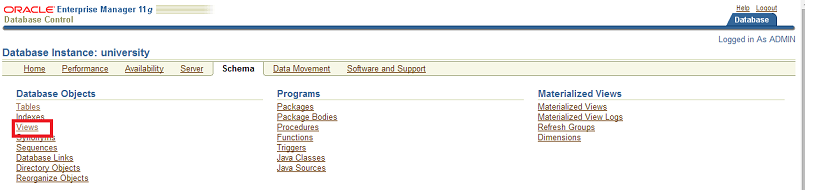 ORACLE Enterprise Manager 11g
Database Control
Help Logout
Database
Logged in As ADMIN
Database Instance: university
Home Performance Availability Server Schema Data Movement Software and Support
Database Objects
Tables
Indexes
Views
Synonyms
Sequences
Database Links
Directory Objects
Reorganize Objects
Programs
Packages
Package Bodies
Procedures
Functions
Triggers
Java Classes
Java Sources
Materialized Views
Materialized Views
Materialized View Logs
Refresh Groups
Dimensions